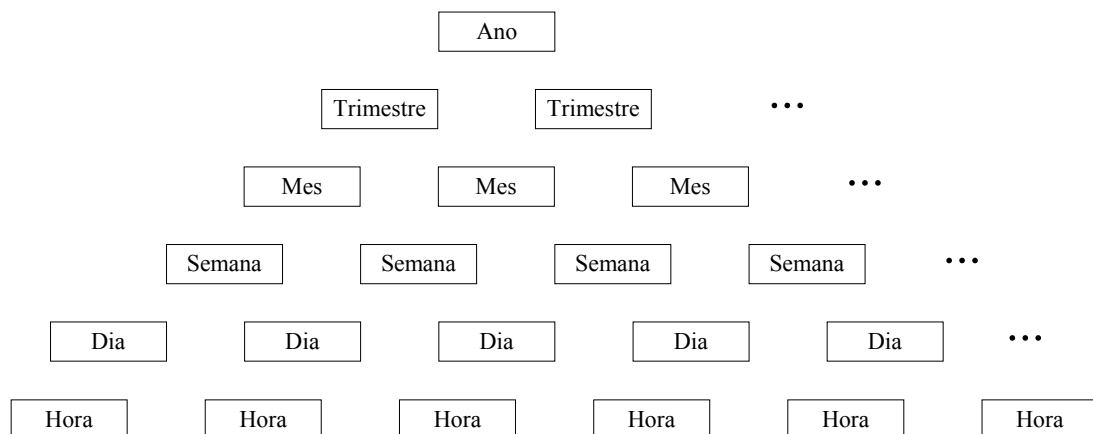 Ano
Trimestre Trimestre ...
Mes Mes Mes ...
Semana Semana Semana Semana ...
Dia Dia Dia Dia Dia ...
Hora Hora Hora Hora Hora Hora